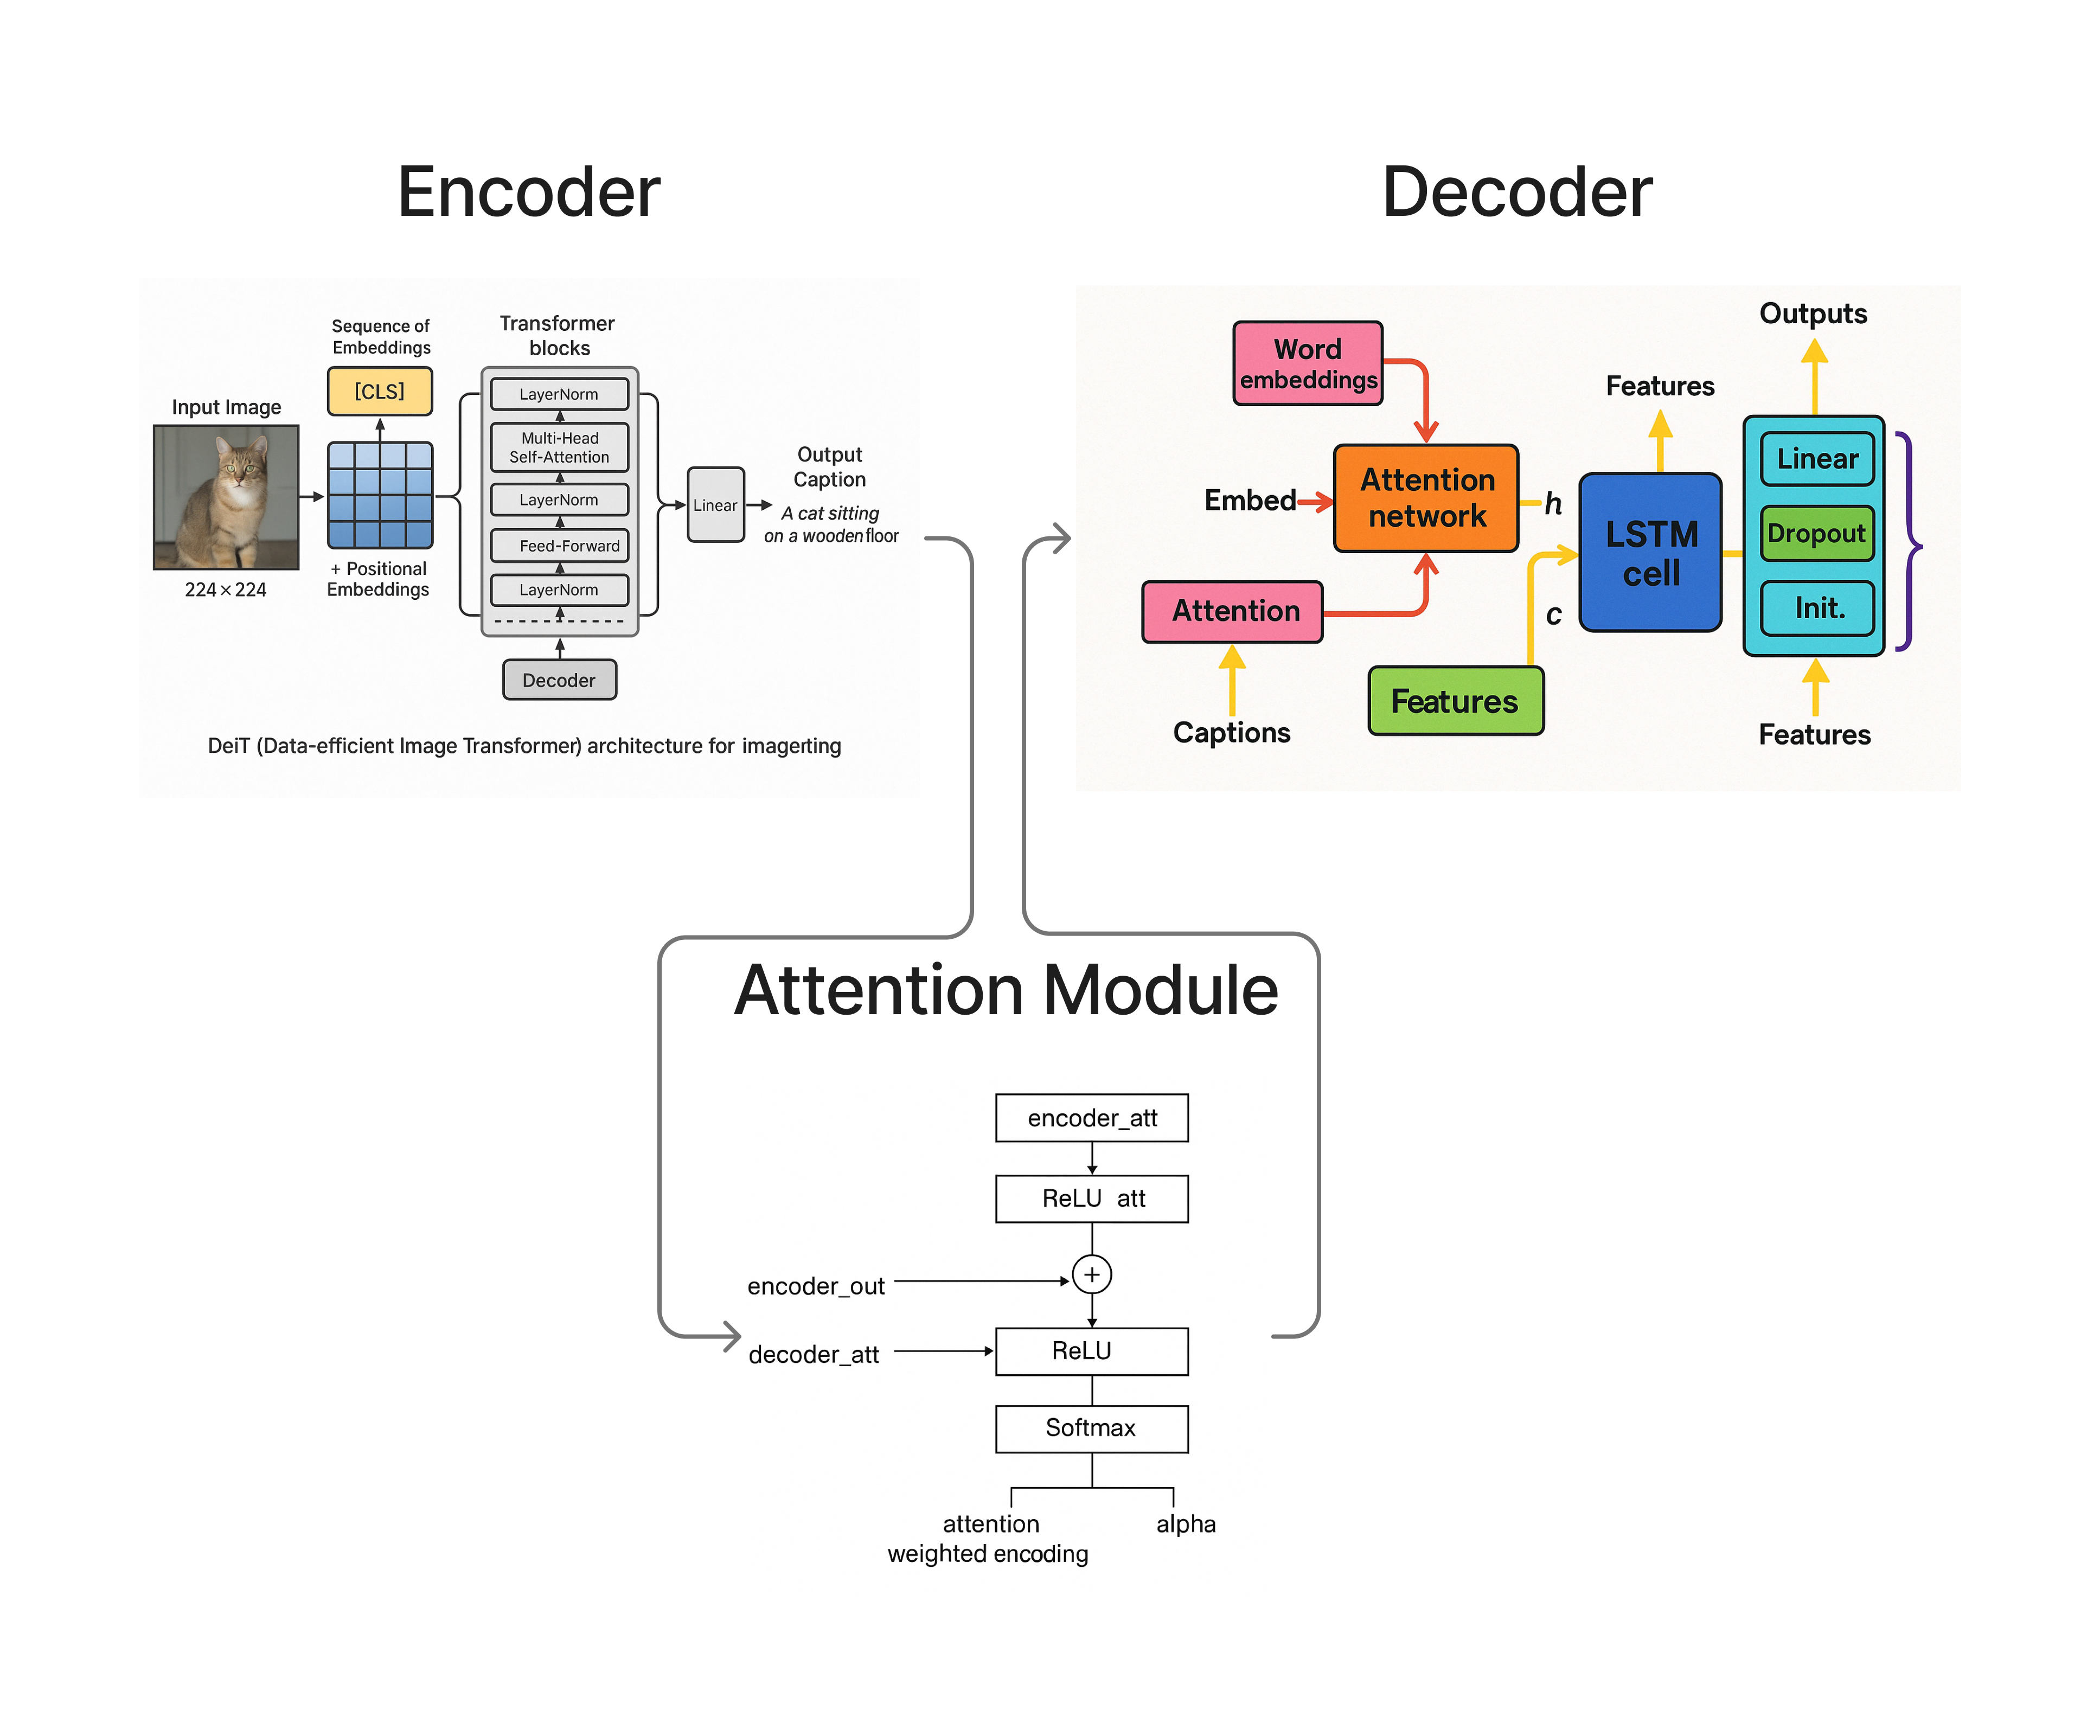 Encoder
Decoder
Sequence of
Embeddings
[CLS]
Input Image
224×224
+ Positional
Embeddings
Transformer
blocks
LayerNorm
Multi-Head
Self-Attention
LayerNorm
Feed-Forward
LayerNorm
Decoder
Linear
Output
Caption
A cat sitting
on a wooden floor
DeiT (Data-efficient Image Transformer) architecture for imagerting
Word
embeddings
Embed
Attention
network
h
Attention
Captions
Features
c
Features
LSTM
cell
Outputs
Linear
Dropout
Init.
Features
Attention Module
encoder_att
ReLU att
+
encoder_out
decoder_att
ReLU
Softmax
attention
weighted encoding
alpha